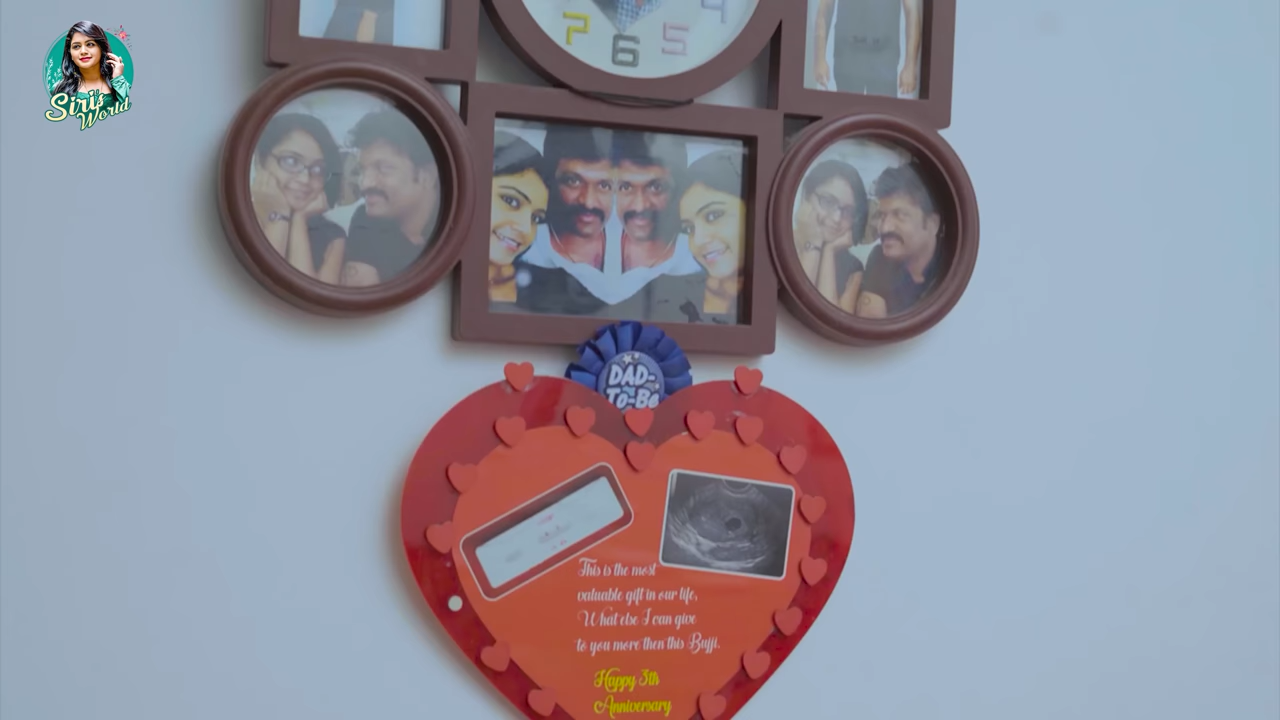 Siri's
World
7 6 5 4
DAD-
To-Be
This is the most
valuable gift in our life,
What else I can give
to you more then this Bujji.
Happy 3th
Anniversary